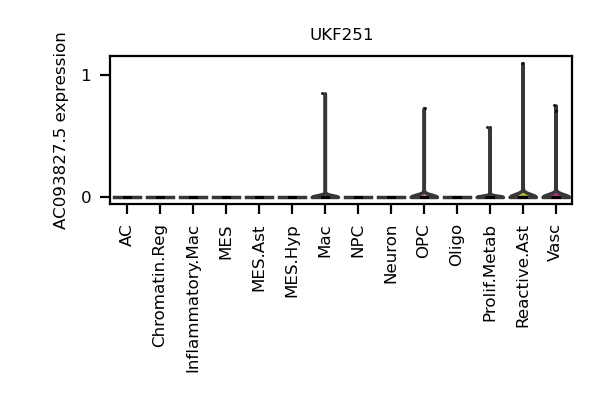 UKF251
AC093827.5 expression
1
0
AC
Chromatin.Reg
Inflammatory.Mac
MES
MES.Ast
MES.Hyp
Mac
NPC
Neuron
OPC
Oligo
Prolif.Metab
Reactive.Ast
Vasc